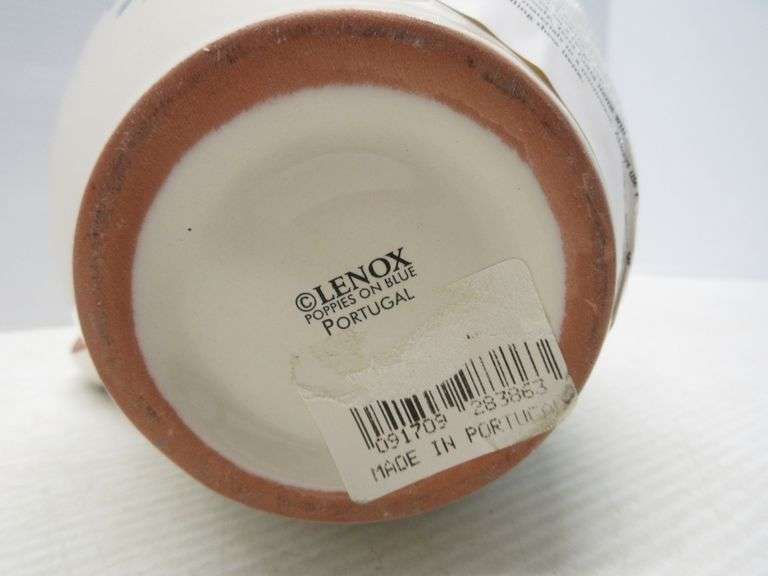 ©LENOX
POPPIES ON BLUE
PORTUGAL
091709 283863
MADE IN PORTUGAL